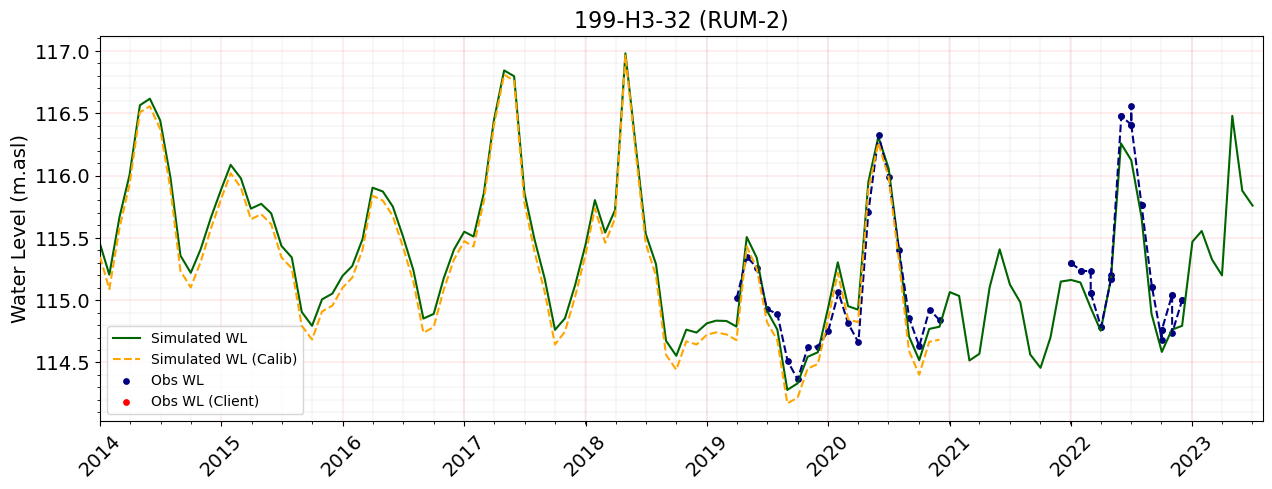 199-H3-32 (RUM-2)
Water Level (m.asl)
117.0
116.5
116.0
115.5
115.0
114.5
Simulated WL
Simulated WL (Calib)
Obs WL
Obs WL (Client)
2014 2015 2016 2017 2018 2019 2020 2021 2022 2023